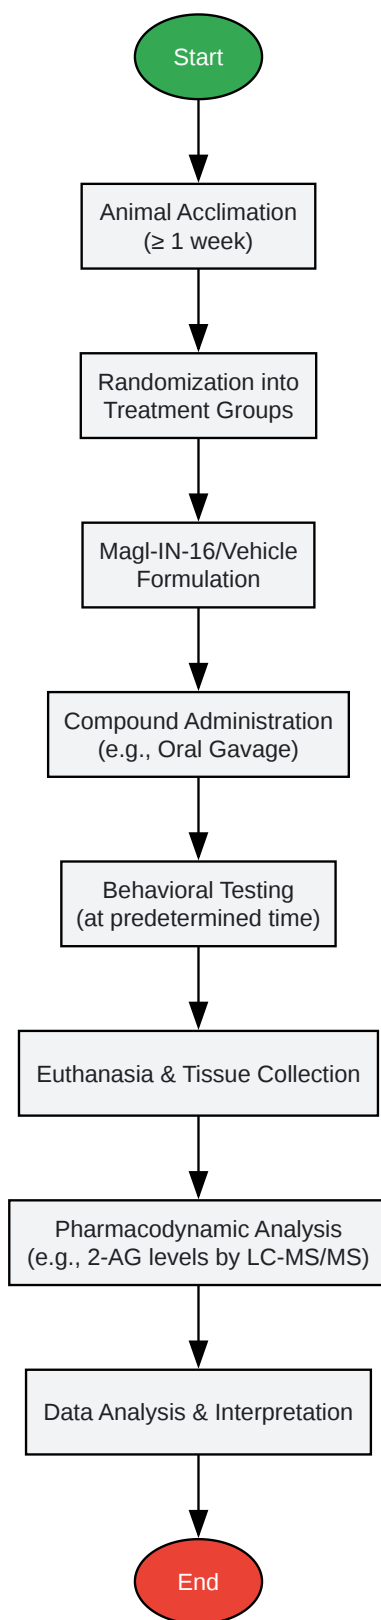 Start
Animal Acclimation
(≥ 1 week)
Randomization into
Treatment Groups
Magl-IN-16/Vehicle
Formulation
Compound Administration
(e.g., Oral Gavage)
Behavioral Testing
(at predetermined time)
Euthanasia & Tissue Collection
Pharmacodynamic Analysis
(e.g., 2-AG levels by LC-MS/MS)
Data Analysis & Interpretation
End